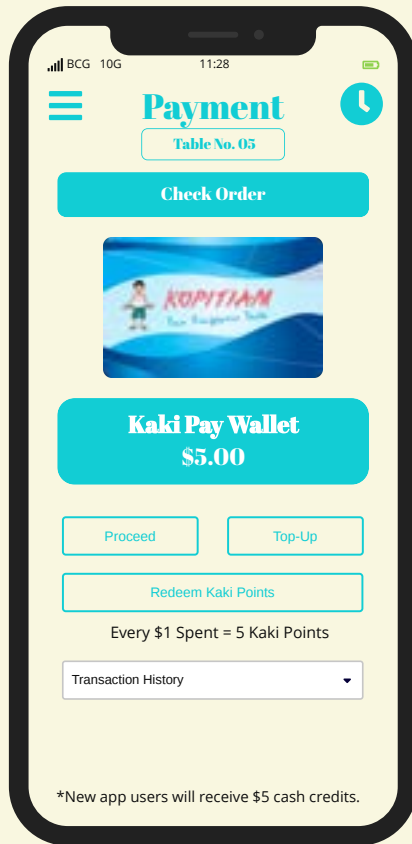 BCG 10G 11:28
Payment
Table No. 05
Check Order
KOPITIAM
Kaki Pay Wallet
$5.00
Proceed
Top-Up
Redeem Kaki Points
Every $1 Spent = 5 Kaki Points
Transaction History
*New app users will receive $5 cash credits.